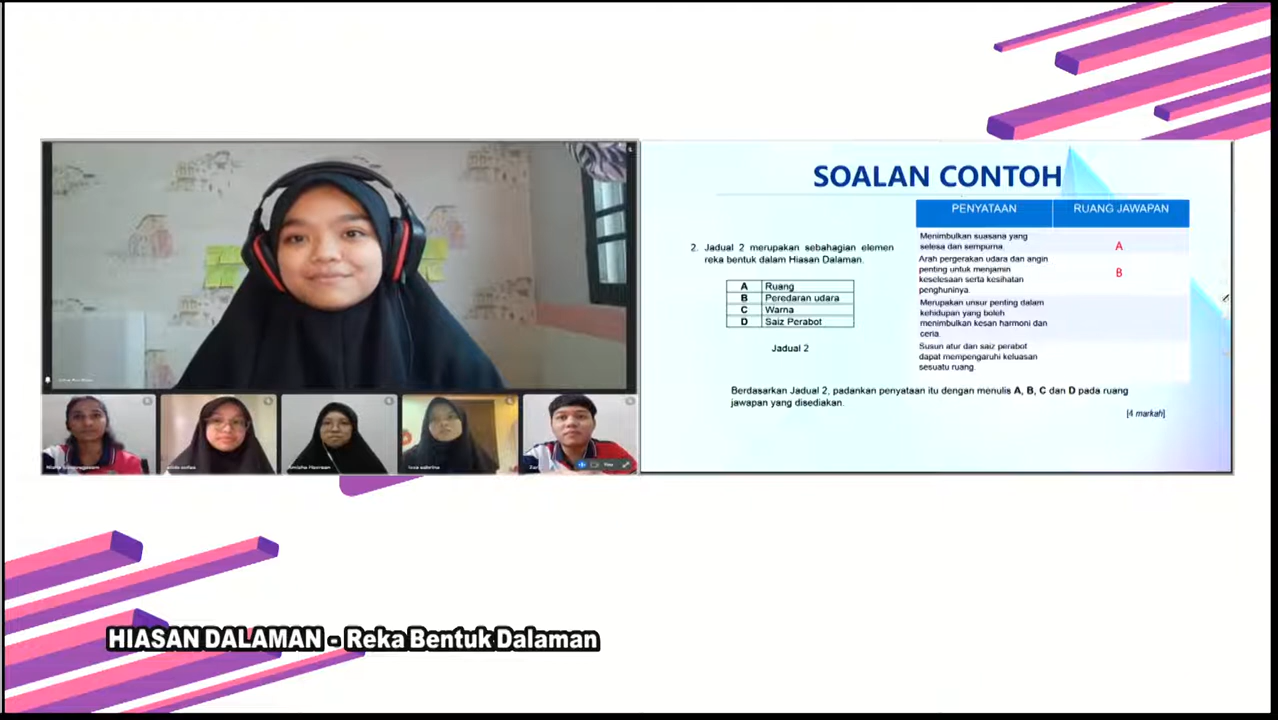 SOALAN CONTOH
2. Jadual 2 merupakan sebahagian elemen
reka bentuk dalam Hiasan Dalaman.
A Ruang
B Peredaran udara
C Warna
D Saiz Perabot
Jadual 2
PENYATAAN RUANG JAWAPAN
Menimbulkan suasana yang
selesa dan sempurna.
A
Arah pergerakan udara dan angin
penting untuk menjamin
keselesaan serta kesihatan
penghuninya.
B
Merupakan unsur penting dalam
kehidupan yang boleh
menimbulkan kesan harmoni dan
ceria.
Susun atur dan saiz perabot
dapat mempengaruhi keluasan
sesuatu ruang.
Berdasarkan Jadual 2, padankan penyataan itu dengan menulis A, B, C dan D pada ruang
jawapan yang disediakan.
[4 markah]
HIASAN DALAMAN - Reka Bentuk Dalaman